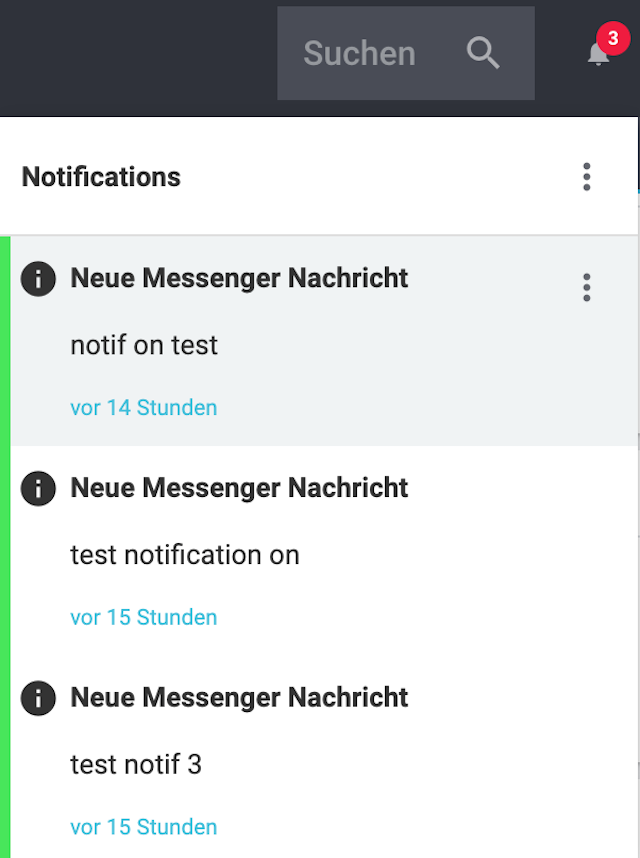 Suchen
3
Notifications
Neue Messenger Nachricht
notif on test
vor 14 Stunden
Neue Messenger Nachricht
test notification on
vor 15 Stunden
Neue Messenger Nachricht
test notif 3
vor 15 Stunden